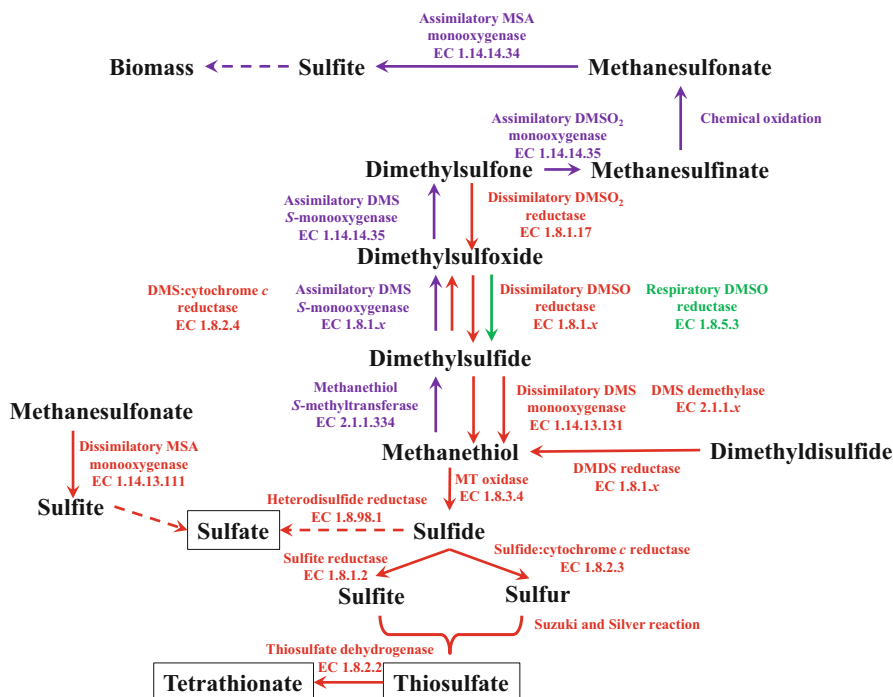 Assimilatory MSA
monooxygenase
EC 1.14.14.34
Biomass
Sulfite
Methanesulfonate
Assimilatory DMSO₂
monooxygenase
EC 1.14.14.35
Chemical oxidation
Dimethylsulfone
Methanesulfinate
Assimilatory DMS
S-monooxygenase
EC 1.14.14.35
Dissimilatory DMSO₂
reductase
EC 1.8.1.17
Dimethylsulfoxide
DMS:cytochrome c
reductase
EC 1.8.2.4
Assimilatory DMS
S-monooxygenase
EC 1.8.1.x
Dissimilatory DMSO
reductase
EC 1.8.1.x
Respiratory DMSO
reductase
EC 1.8.5.3
Dimethylsulfide
Methanethiol
S-methyltransferase
EC 2.1.1.334
Dissimilatory DMS
monooxygenase
EC 1.14.13.131
DMS demethylase
EC 2.1.1.x
Methanesulfonate
Dissimilatory MSA
monooxygenase
EC 1.14.13.111
Methanethiol
Dimethyldisulfide
DMDS reductase
EC 1.8.1.x
MT oxidase
EC 1.8.3.4
Sulfite
Heterodisulfide reductase
EC 1.8.98.1
Sulfate
Sulfide
Sulfite reductase
EC 1.8.1.2
Sulfide:cytochrome c reductase
EC 1.8.2.3
Sulfite
Sulfur
Suzuki and Silver reaction
Thiosulfate dehydrogenase
EC 1.8.2.2
Tetrathionate
Thiosulfate